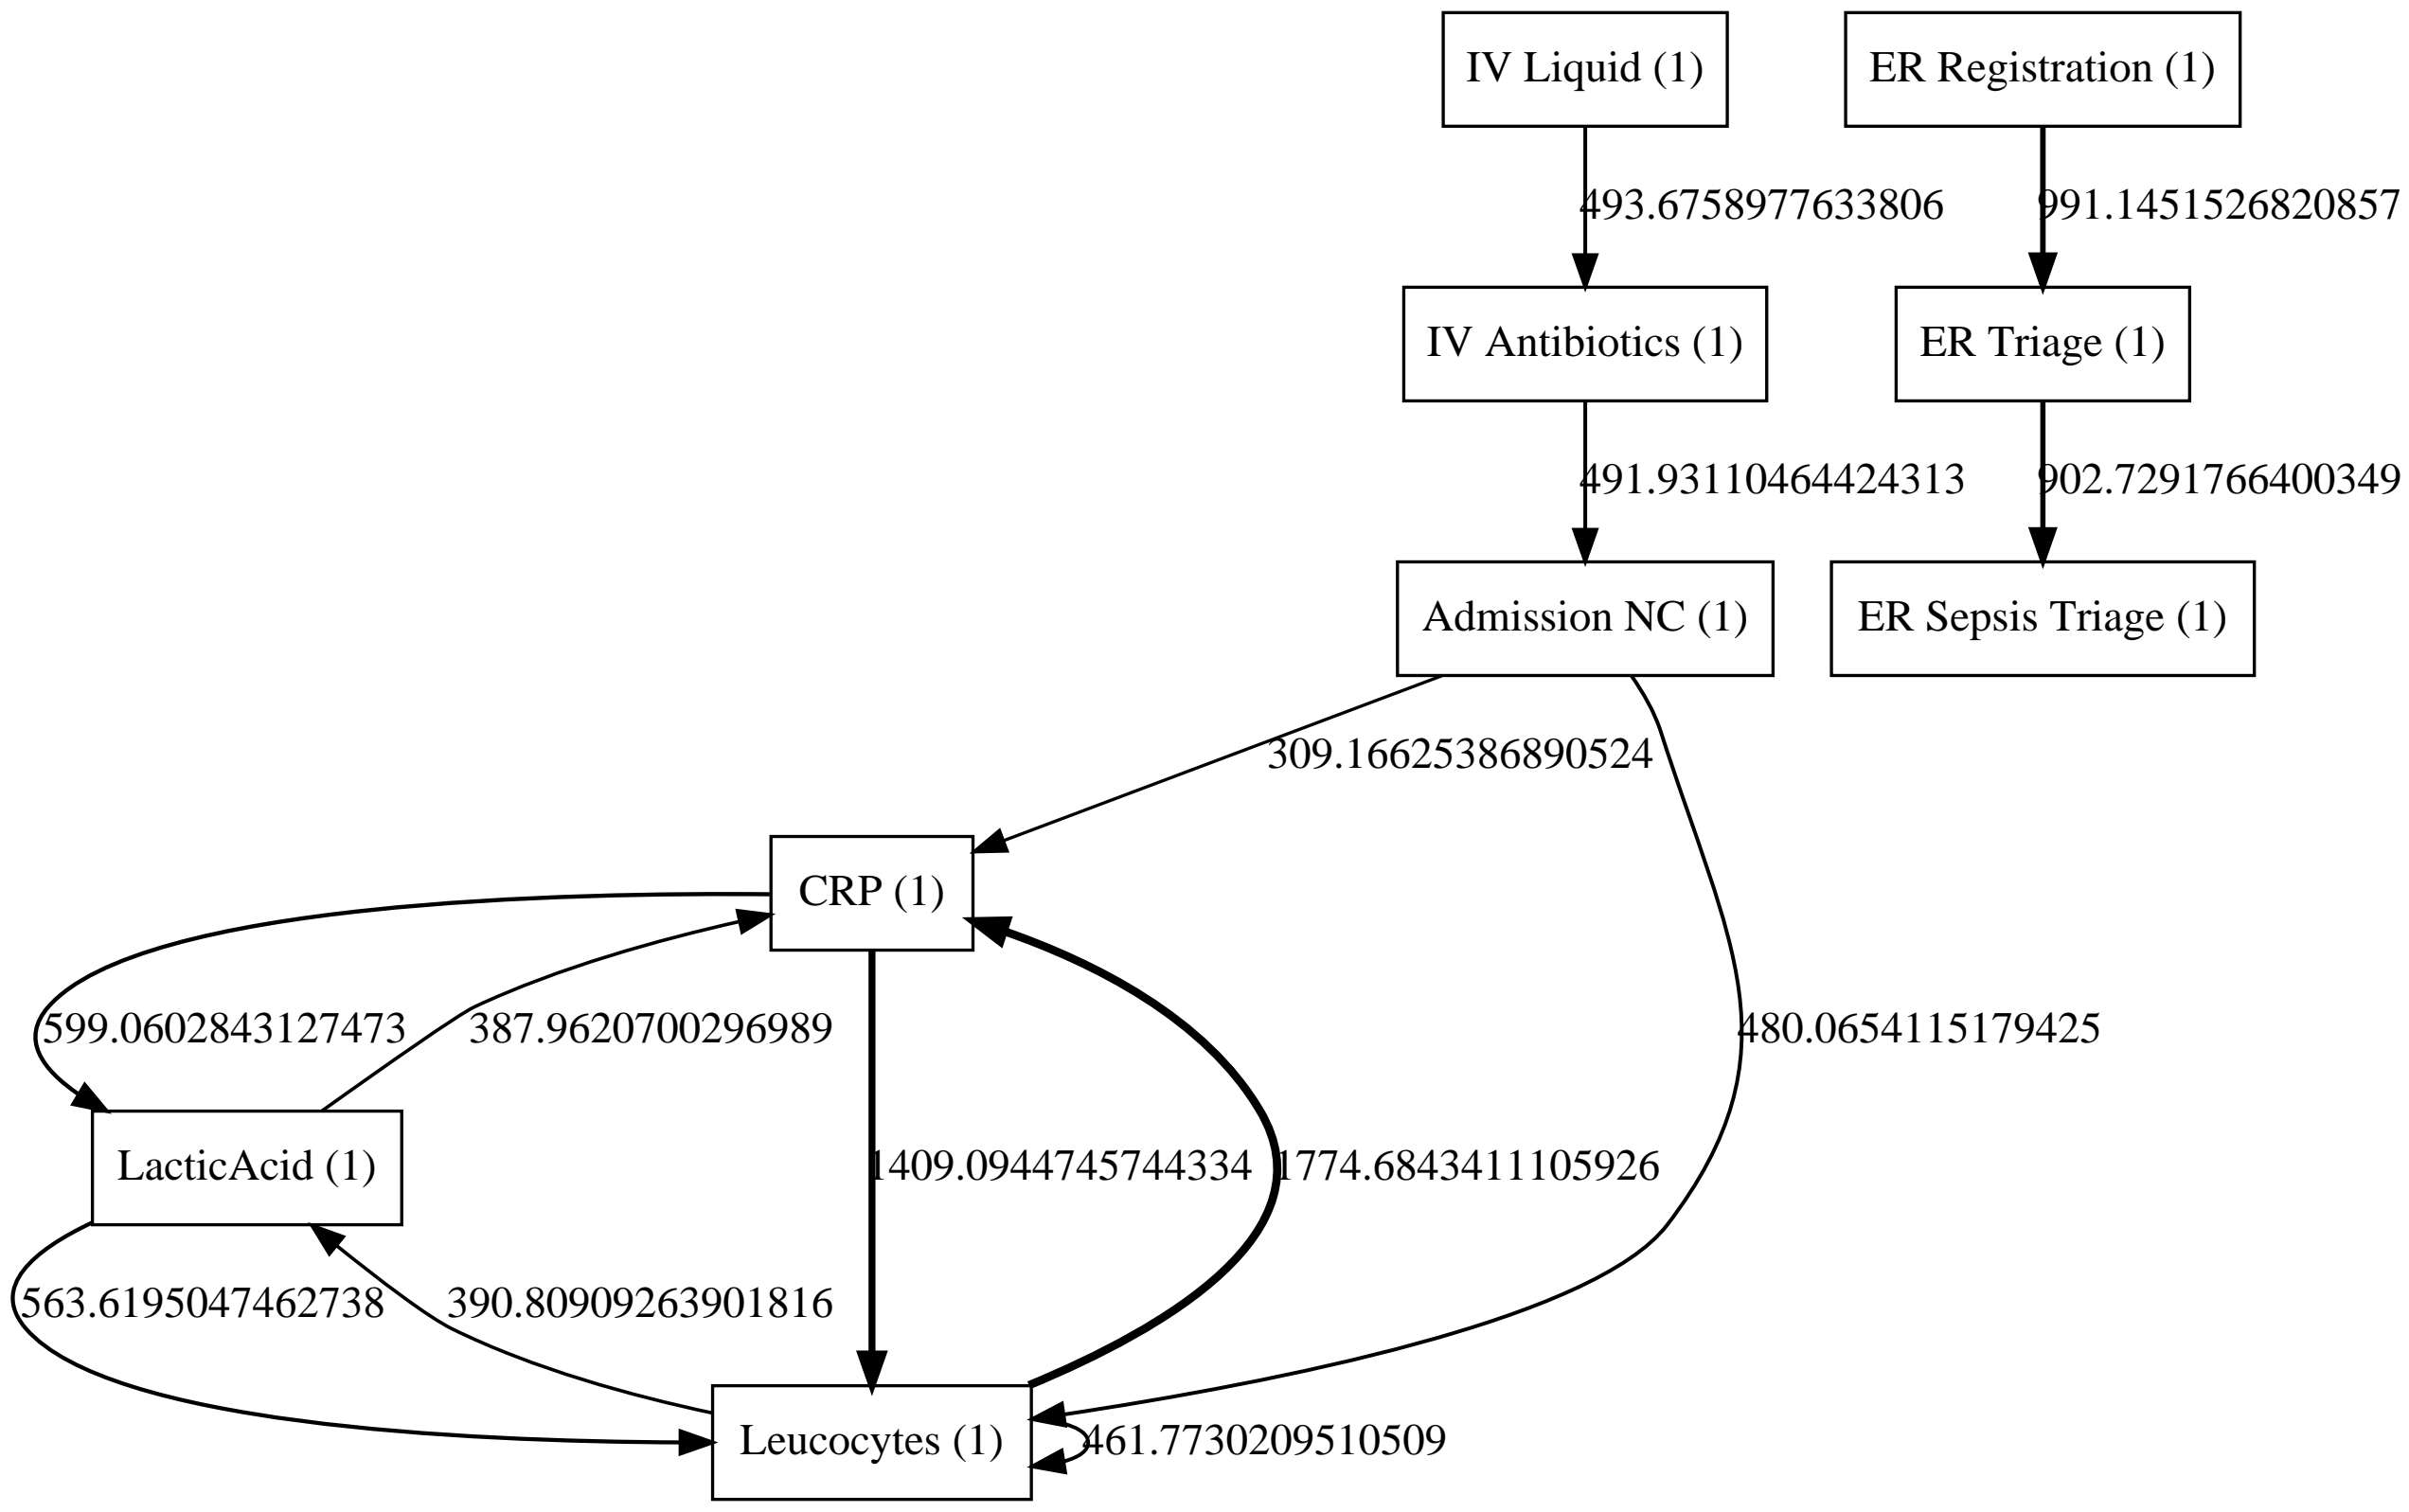 IV Liquid (1)
ER Registration (1)
493.6758977633806
991.1451526820857
IV Antibiotics (1)
ER Triage (1)
491.93110464424313
902.7291766400349
Admission NC (1)
ER Sepsis Triage (1)
309.16625386890524
CRP (1)
599.0602843127473
387.9620700296989
480.0654115179425
LacticAcid (1)
1409.0944745744334
1774.6843411105926
563.6195047462738
390.80909263901816
Leucocytes (1)
461.7730209510509